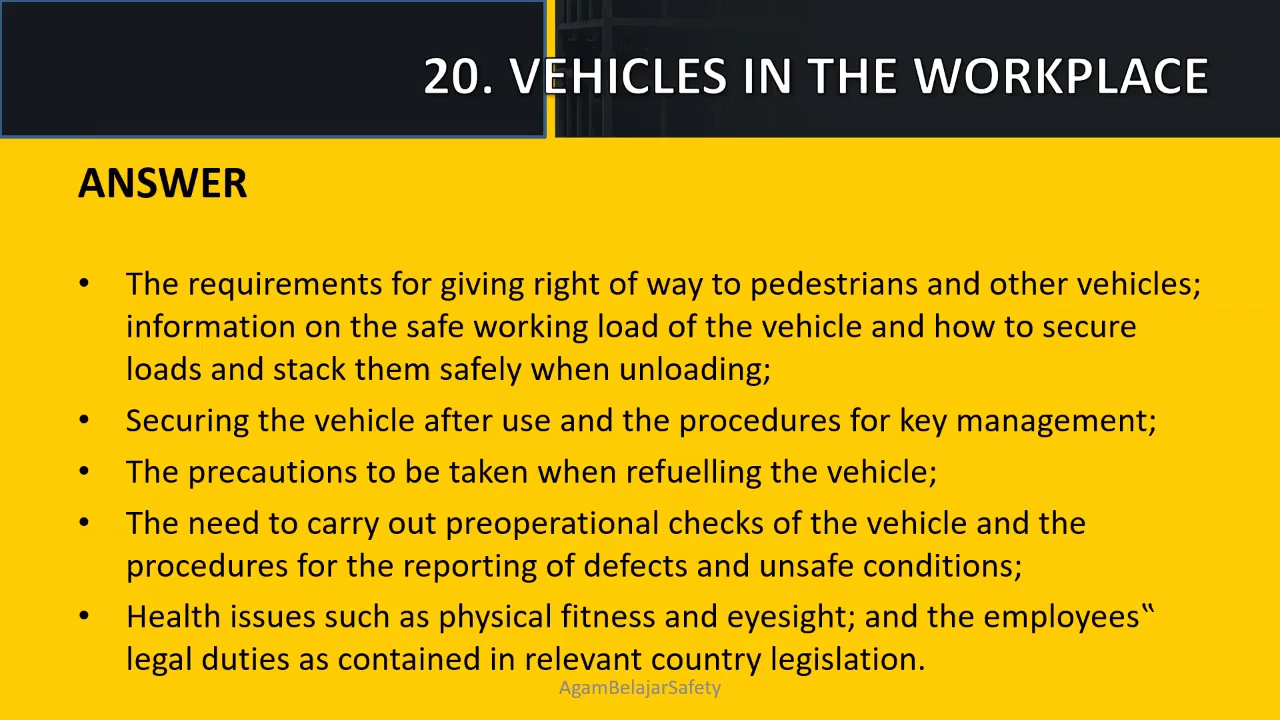 20. VEHICLES IN THE WORKPLACE
ANSWER
• The requirements for giving right of way to pedestrians and other vehicles;
information on the safe working load of the vehicle and how to secure
loads and stack them safely when unloading;
• Securing the vehicle after use and the procedures for key management;
• The precautions to be taken when refuelling the vehicle;
• The need to carry out preoperational checks of the vehicle and the
procedures for the reporting of defects and unsafe conditions;
• Health issues such as physical fitness and eyesight; and the employees‟
legal duties as contained in relevant country legislation.
AgamBelajarSafety